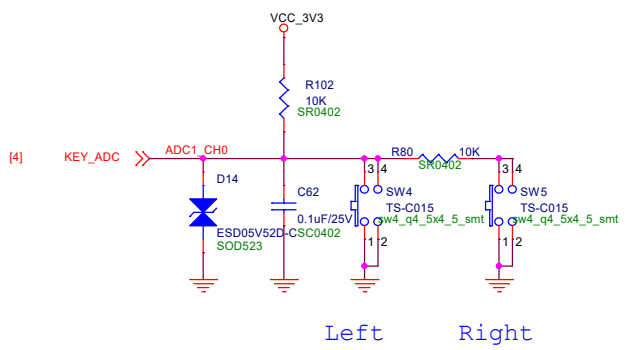 VCC_3V3
R102
10K
SR0402
[4]
KEY_ADC
ADC1_CH0
R80
10K
SR0402
D14
ESD05V52D-C
SOD523
C62
0.1uF/25V
SC0402
3 4
SW4
TS-C015
sw4_q4_5x4_5_smt
1 2
3 4
SW5
TS-C015
sw4_q4_5x4_5_smt
1 2
Left
Right